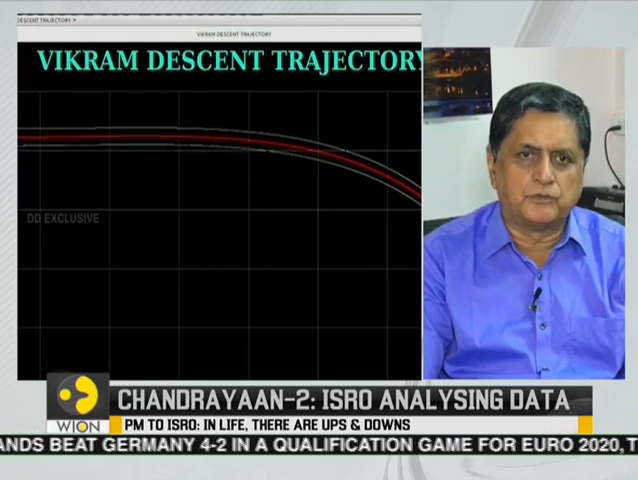 DESCENT TRAJECTORY
VIKRAM DESCENT TRAJECTORY
VIKRAM DESCENT TRAJECTORY
DD EXCLUSIVE
CHANDRAYAAN-2: ISRO ANALYSING DATA
WION
PM TO ISRO: IN LIFE, THERE ARE UPS & DOWNS
ANDS BEAT GERMANY 4-2 IN A QUALIFICATION GAME FOR EURO 2020, T